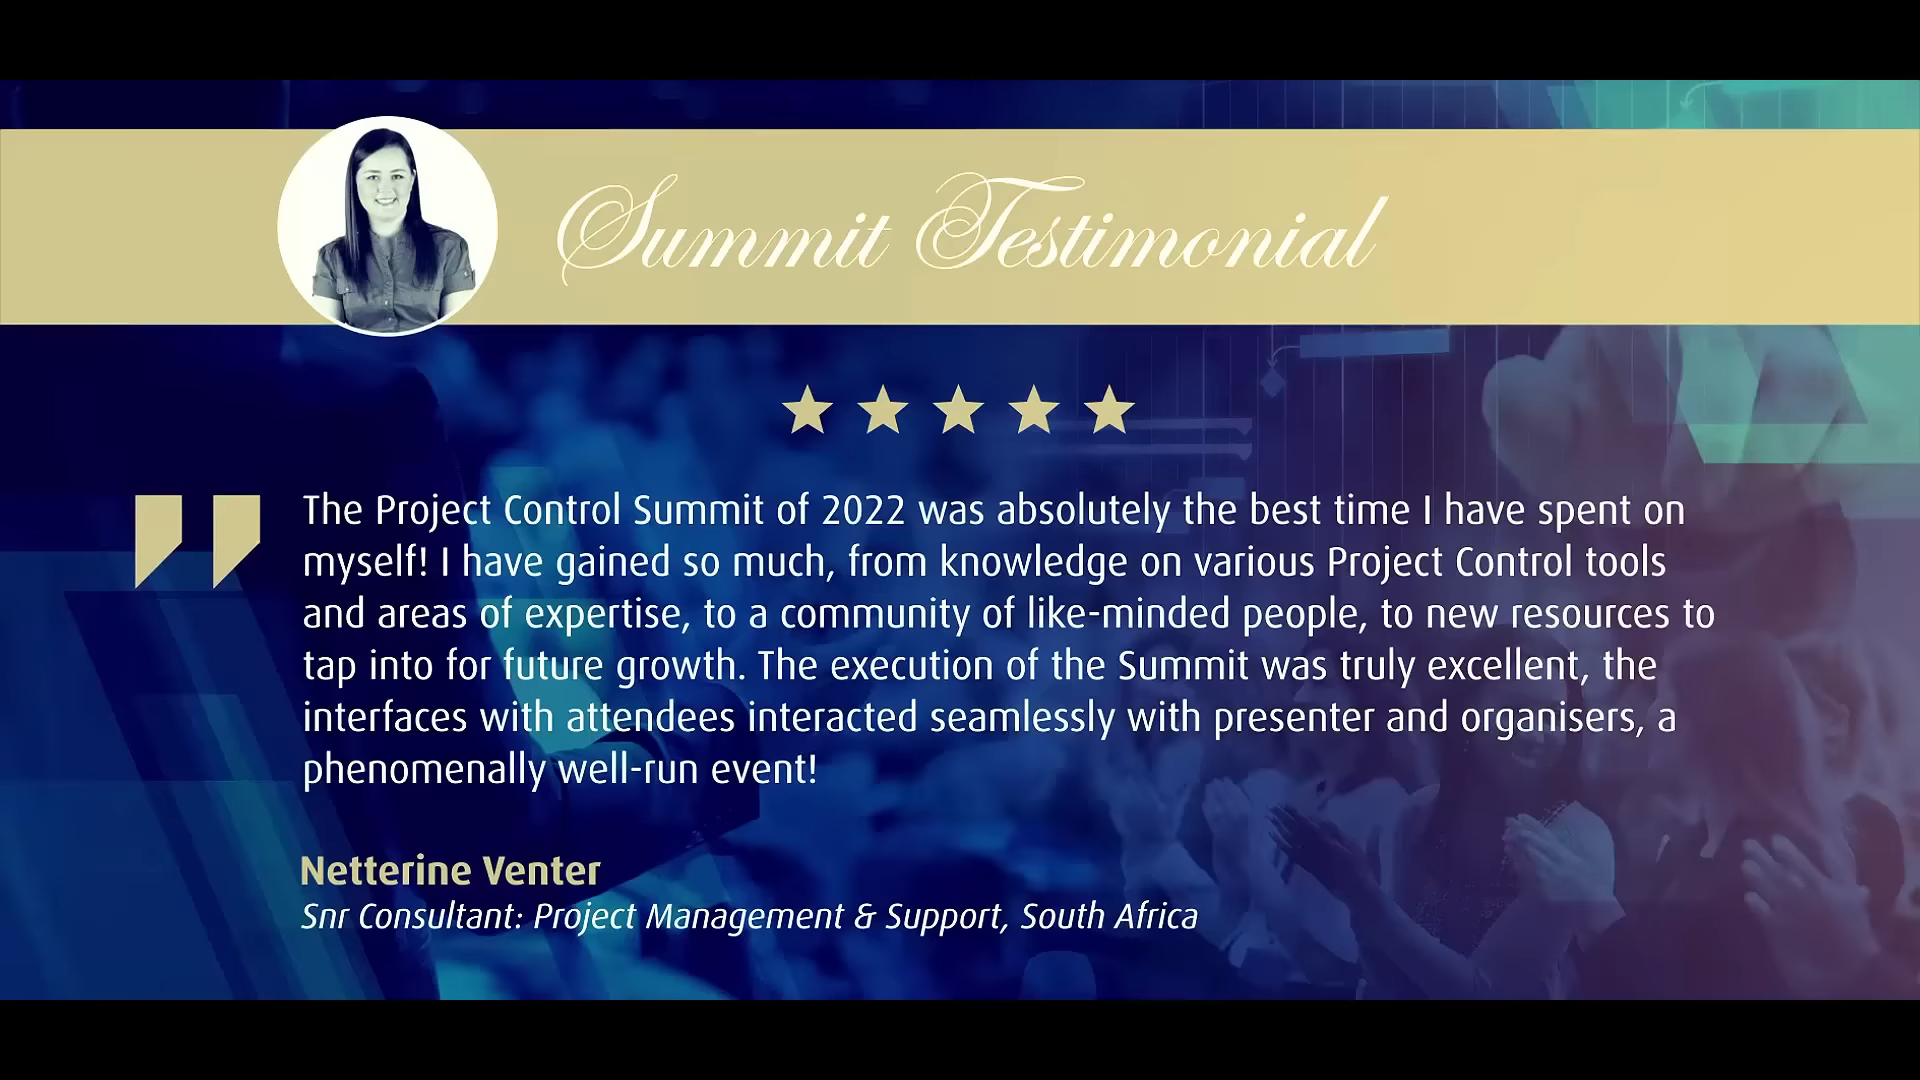 Summit Testimonial
The Project Control Summit of 2022 was absolutely the best time I have spent on
myself! I have gained so much, from knowledge on various Project Control tools
and areas of expertise, to a community of like-minded people, to new resources to
tap into for future growth. The execution of the Summit was truly excellent, the
interfaces with attendees interacted seamlessly with presenter and organisers, a
phenomenally well-run event!
Netterine Venter
Snr Consultant: Project Management & Support, South Africa